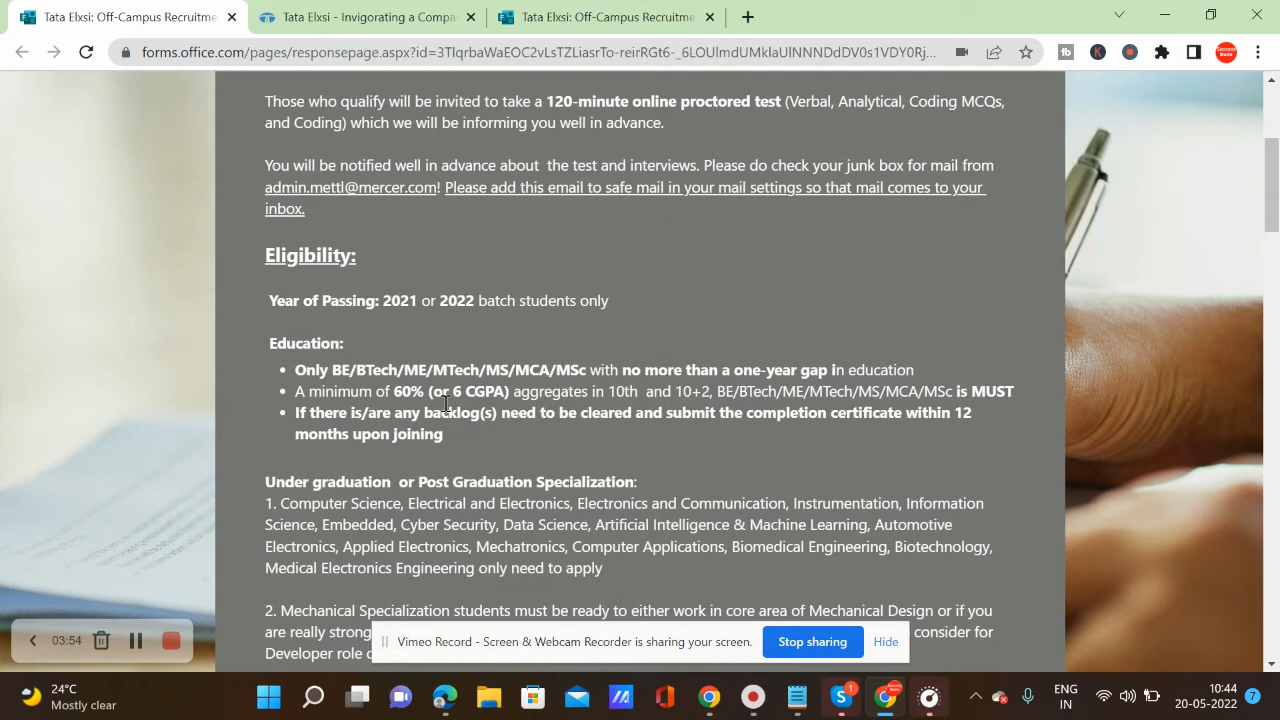 Tata Elxsi: Off-Campus Recruitme
Tata Elxsi - Invigorating a Compa
Tata Elxsi: Off-Campus Recruitme
forms.office.com/pages/responsepage.aspx?id=3TlqrbaWaEOC2vLsTZLiasrTo-reirRGt6-_6LOUImdUMklaUlNNNDdDV0s1VDY0Rj...
Those who qualify will be invited to take a 120-minute online proctored test (Verbal, Analytical, Coding MCQs,
and Coding) which we will be informing you well in advance.
You will be notified well in advance about the test and interviews. Please do check your junk box for mail from
admin.mettl@mercer.com! Please add this email to safe mail in your mail settings so that mail comes to your
inbox.
Eligibility:
Year of Passing: 2021 or 2022 batch students only
Education:
• Only BE/BTech/ME/MTech/MS/MCA/MSc with no more than a one-year gap in education
• A minimum of 60% (or 6 CGPA) aggregates in 10th and 10+2, BE/BTech/ME/MTech/MS/MCA/MSc is MUST
• If there is/are any backlog(s) need to be cleared and submit the completion certificate within 12
months upon joining
Under graduation or Post Graduation Specialization:
1. Computer Science, Electrical and Electronics, Electronics and Communication, Instrumentation, Information
Science, Embedded, Cyber Security, Data Science, Artificial Intelligence & Machine Learning, Automotive
Electronics, Applied Electronics, Mechatronics, Computer Applications, Biomedical Engineering, Biotechnology,
Medical Electronics Engineering only need to apply
2. Mechanical Specialization students must be ready to either work in core area of Mechanical Design or if you
are really strong consider for
Developer role
03:54
Vimeo Record - Screen & Webcam Recorder is sharing your screen.
Stop sharing
Hide
24°C
Mostly clear
ENG
IN
10:44
20-05-2022
7